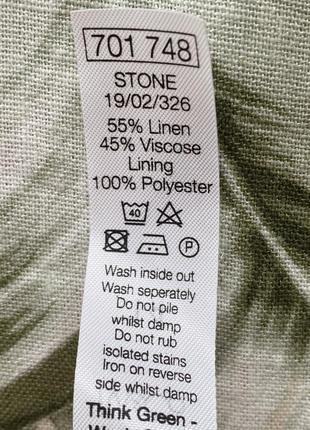 701 748
STONE
19/02/326
55% Linen
45% Viscose
Lining
100% Polyester
40
P
Wash inside out
Wash seperately
Do not pile
whilst damp
Do not rub
isolated stains
Iron on reverse
side whilst damp
Think Green -